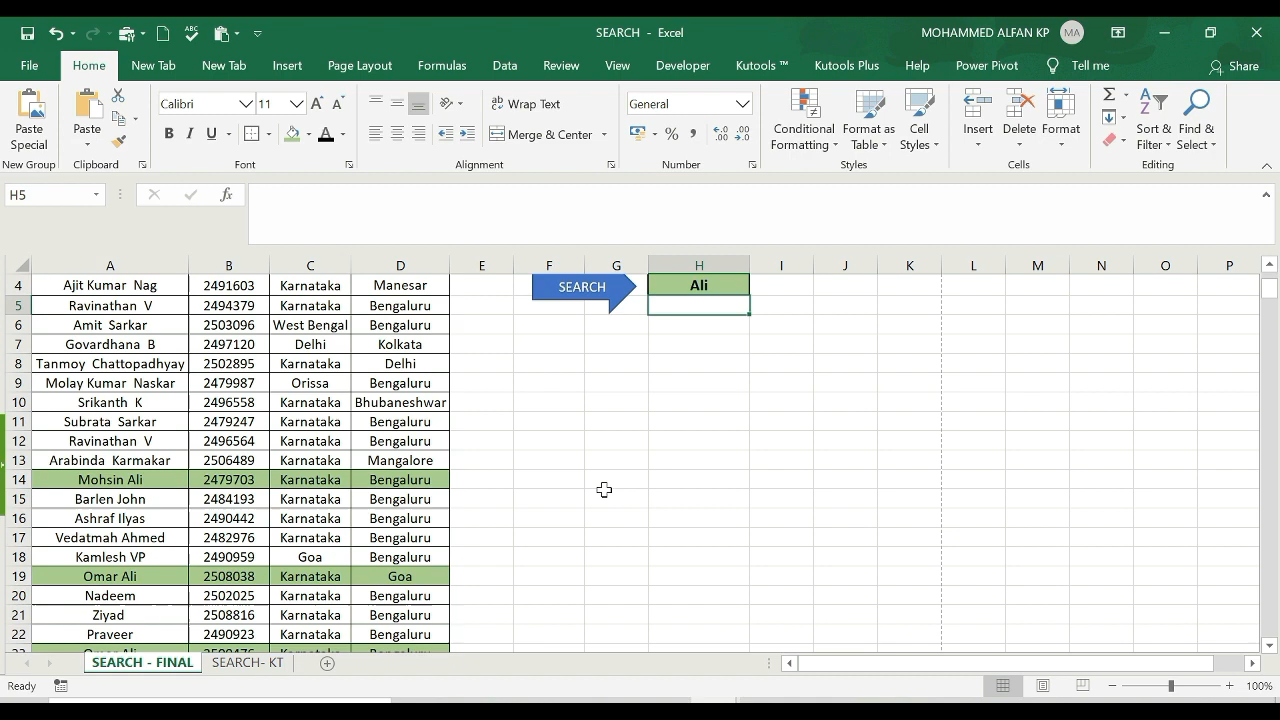 SEARCH - Excel
MOHAMMED ALFAN KP MA
File Home New Tab New Tab Insert Page Layout Formulas Data Review View Developer Kutools ™ Kutools Plus Help Power Pivot Tell me Share
Paste Special
New Group
Paste
Clipboard
Calibri 11
B I U
Font
Wrap Text
Merge & Center
Alignment
General
Number
Conditional Formatting
Format as Table
Cell Styles
Styles
Insert Delete Format
Cells
Sort & Filter
Find & Select
Editing
H5 fx
A B C D E F G H I J K L M N O P
4 Ajit Kumar Nag 2491603 Karnataka Manesar SEARCH Ali
5 Ravinathan V 2494379 Karnataka Bengaluru
6 Amit Sarkar 2503096 West Bengal Bengaluru
7 Govardhana B 2497120 Delhi Kolkata
8 Tanmoy Chattopadhyay 2502895 Karnataka Delhi
9 Molay Kumar Naskar 2479987 Orissa Bengaluru
10 Srikanth K 2496558 Karnataka Bhubaneshwar
11 Subrata Sarkar 2479247 Karnataka Bengaluru
12 Ravinathan V 2496564 Karnataka Bengaluru
13 Arabinda Karmakar 2506489 Karnataka Mangalore
14 Mohsin Ali 2479703 Karnataka Bengaluru
15 Barlen John 2484193 Karnataka Bengaluru
16 Ashraf Ilyas 2490442 Karnataka Bengaluru
17 Vedatmah Ahmed 2482976 Karnataka Bengaluru
18 Kamlesh VP 2490959 Goa Bengaluru
19 Omar Ali 2508038 Karnataka Goa
20 Nadeem 2502025 Karnataka Bengaluru
21 Ziyad 2508816 Karnataka Bengaluru
22 Praveer 2490923 Karnataka Bengaluru
SEARCH - FINAL SEARCH- KT
Ready 100%